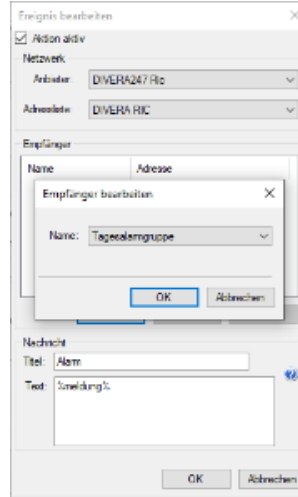 Ereignis bearbeiten
Aktion aktiv
Netzwerk
Anbieter: DIVERA247 Ric
Adressliste: DIVERA RIC
Empfänger
Name Adresse
Empfänger bearbeiten
Name: Tagesalarmgruppe
OK Abbrechen
Nachricht
Titel: Alarm
Text: %meldung%
OK Abbrechen